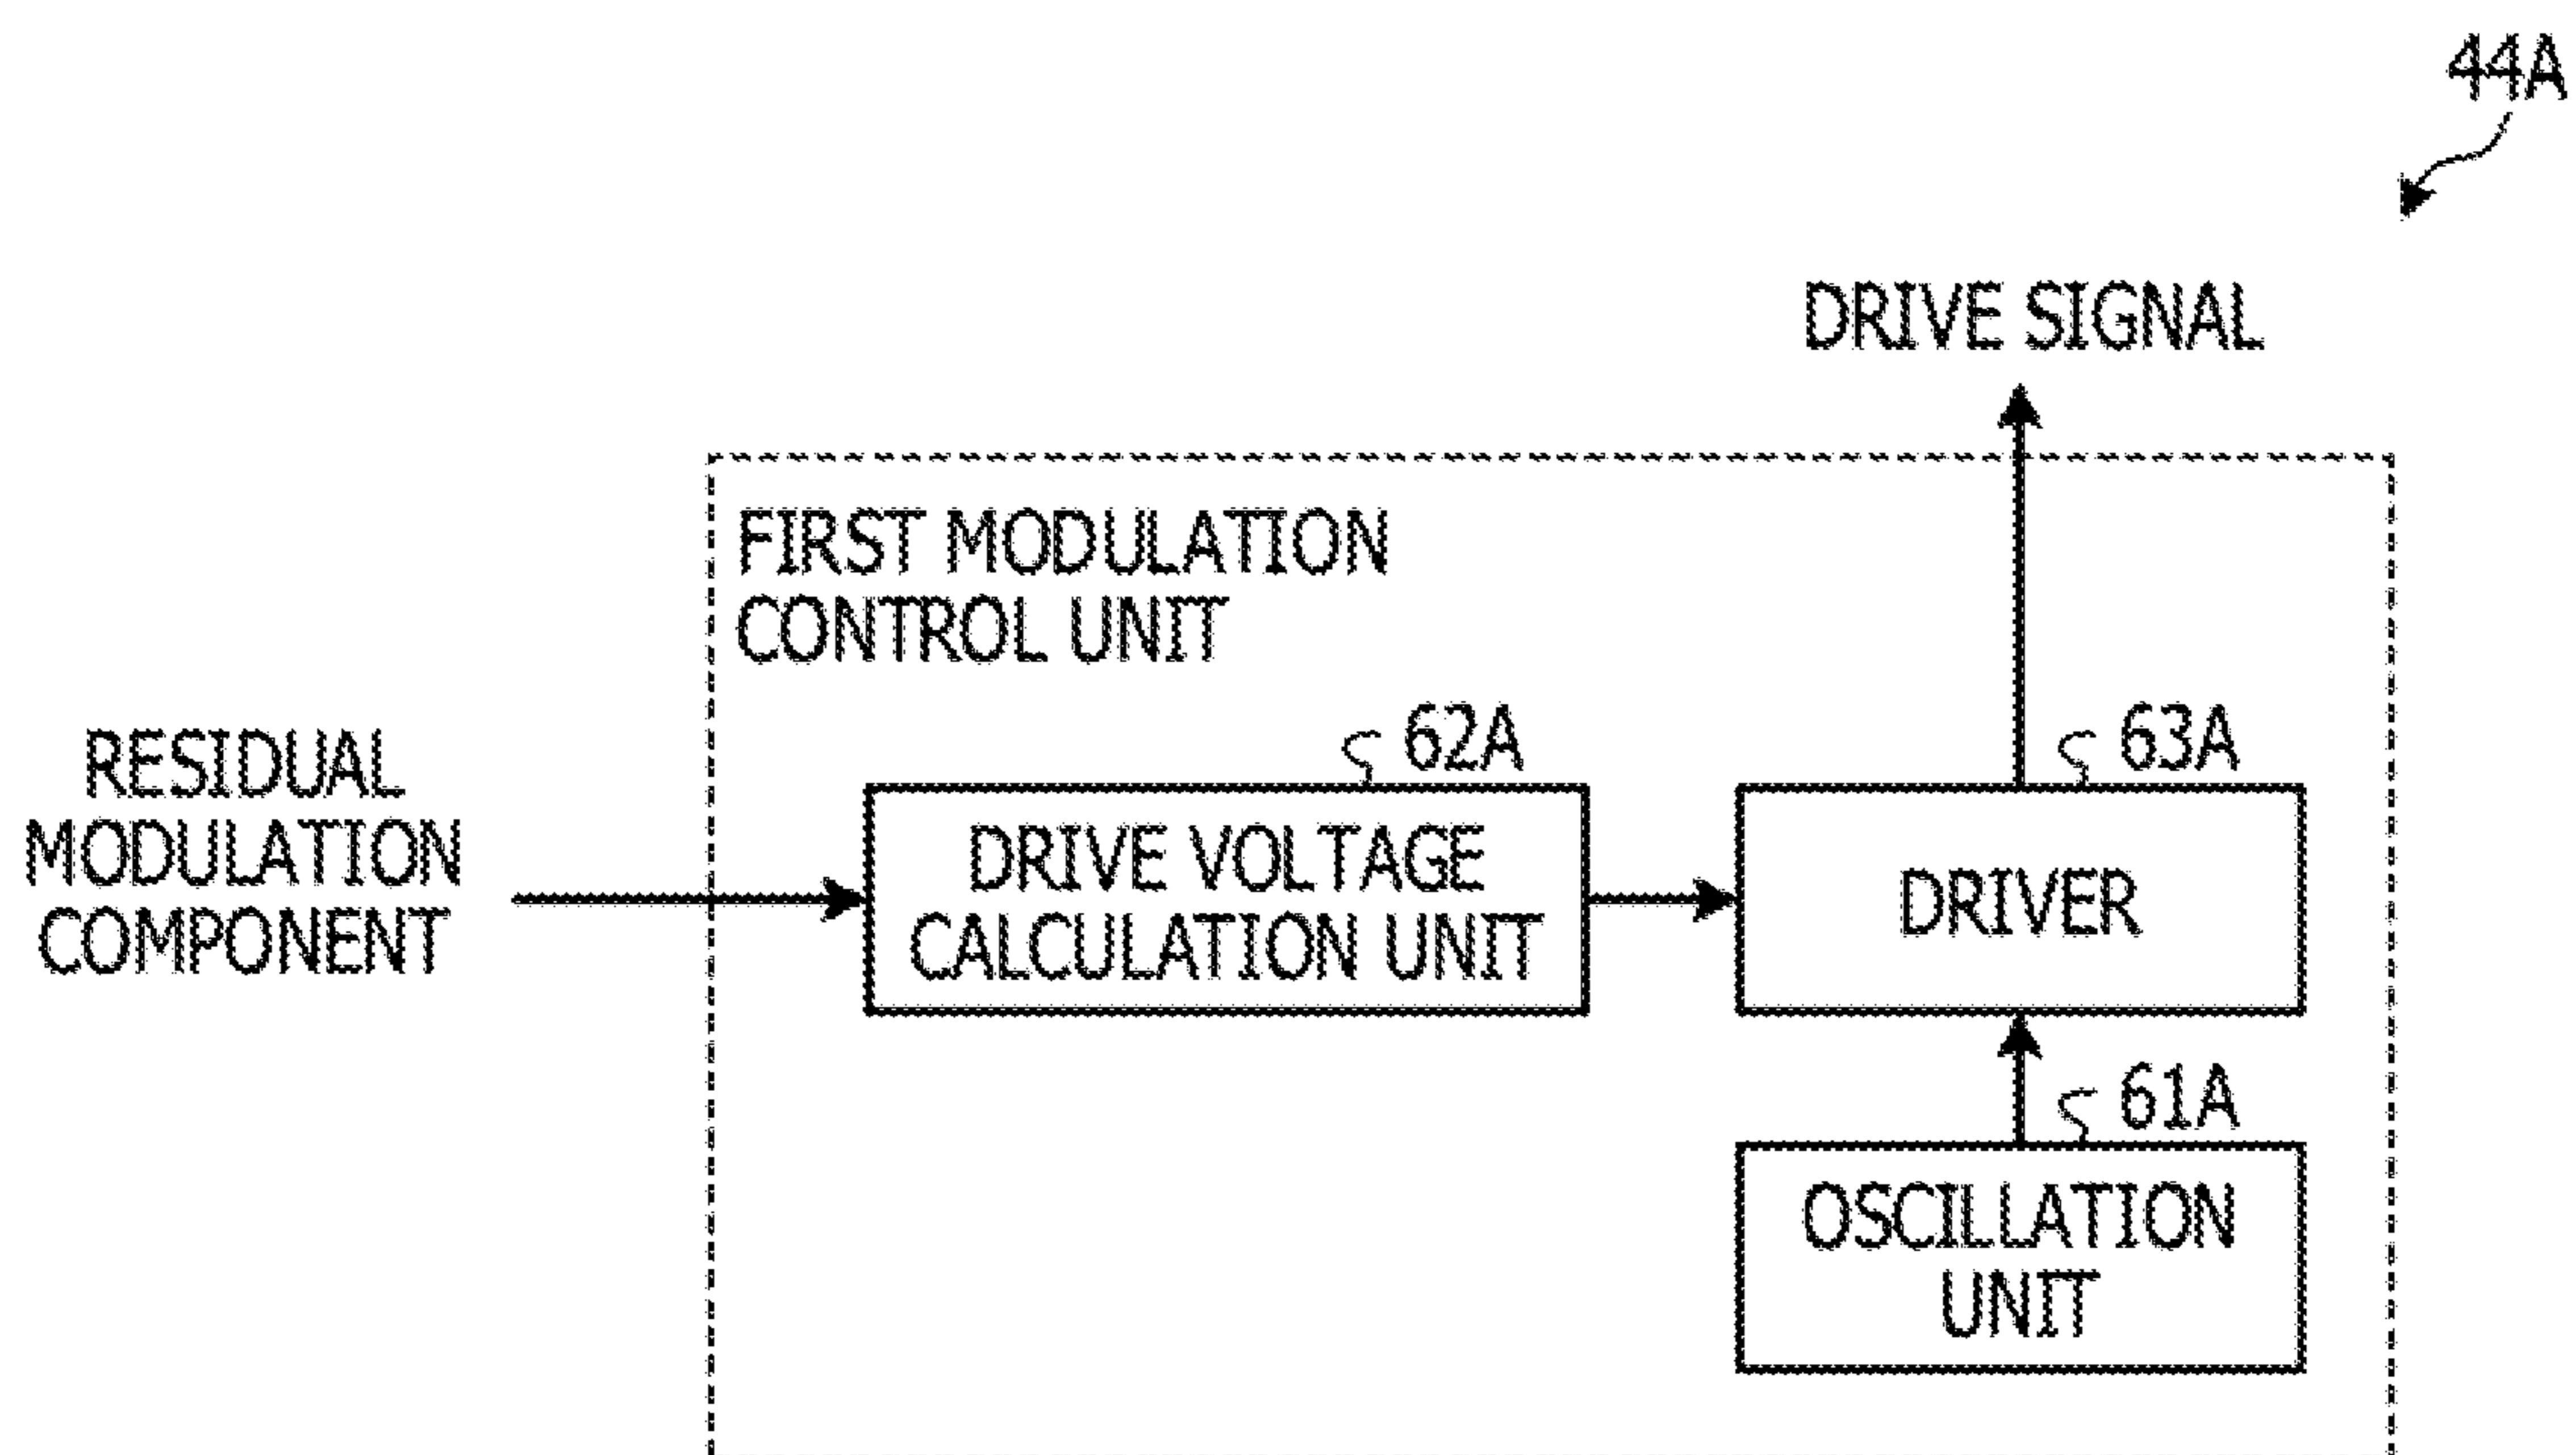 44A
DRIVE SIGNAL
FIRST MODULATION
CONTROL UNIT
RESIDUAL
MODULATION
COMPONENT
62A
DRIVE VOLTAGE
CALCULATION UNIT
63A
DRIVER
61A
OSCILLATION
UNIT